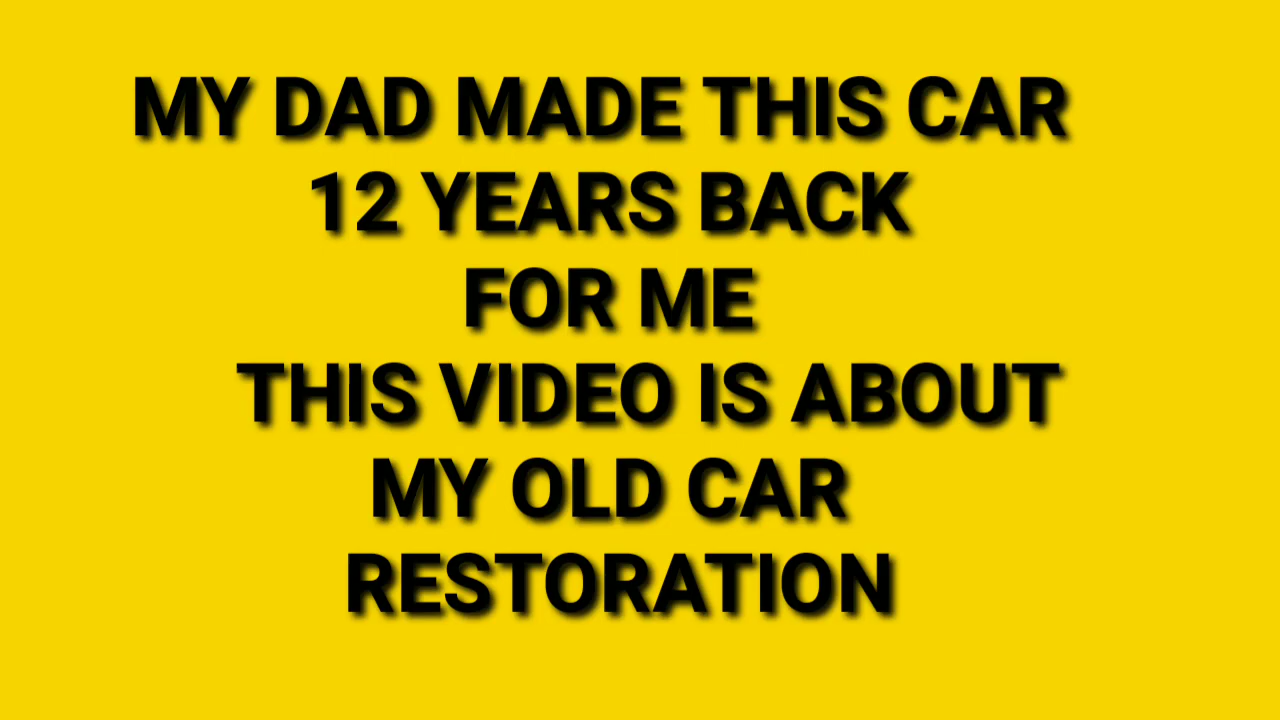 MY DAD MADE THIS CAR
12 YEARS BACK
FOR ME
THIS VIDEO IS ABOUT
MY OLD CAR
RESTORATION